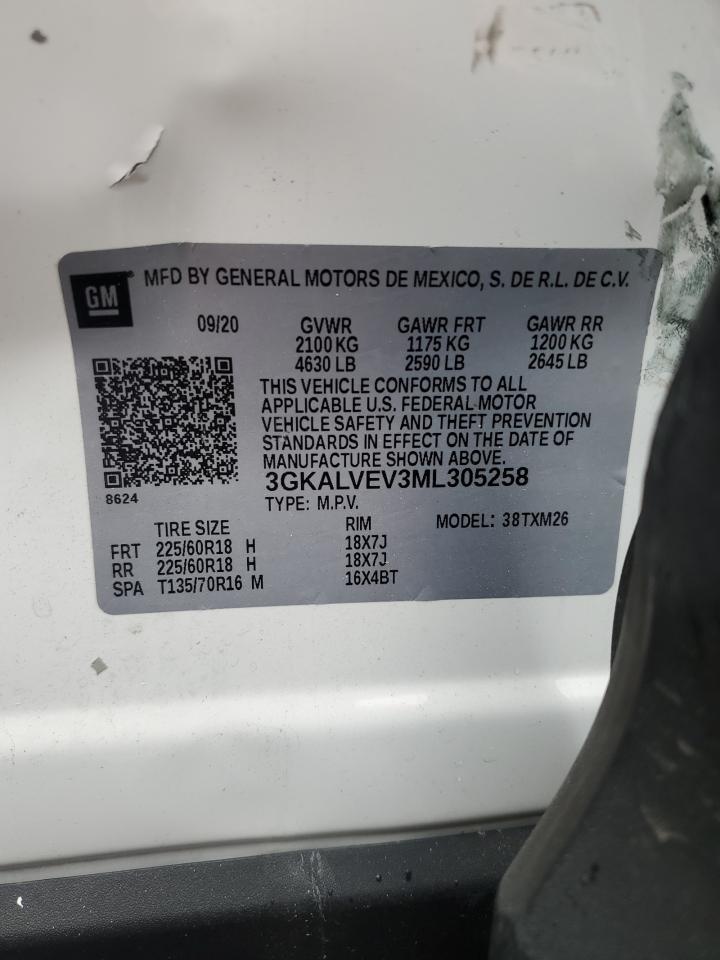 GM MFD BY GENERAL MOTORS DE MEXICO, S. DE R.L. DE C.V.
09/20 GVWR GAWR FRT GAWR RR
2100 KG 1175 KG 1200 KG
4630 LB 2590 LB 2645 LB
THIS VEHICLE CONFORMS TO ALL
APPLICABLE U.S. FEDERAL MOTOR
VEHICLE SAFETY AND THEFT PREVENTION
STANDARDS IN EFFECT ON THE DATE OF
MANUFACTURE SHOWN ABOVE.
3GKALVEV3ML305258
8624
TYPE: M.P.V.
TIRE SIZE RIM MODEL: 38TXM26
FRT 225/60R18 H 18X7J
RR 225/60R18 H 18X7J
SPA T135/70R16 M 16X4BT